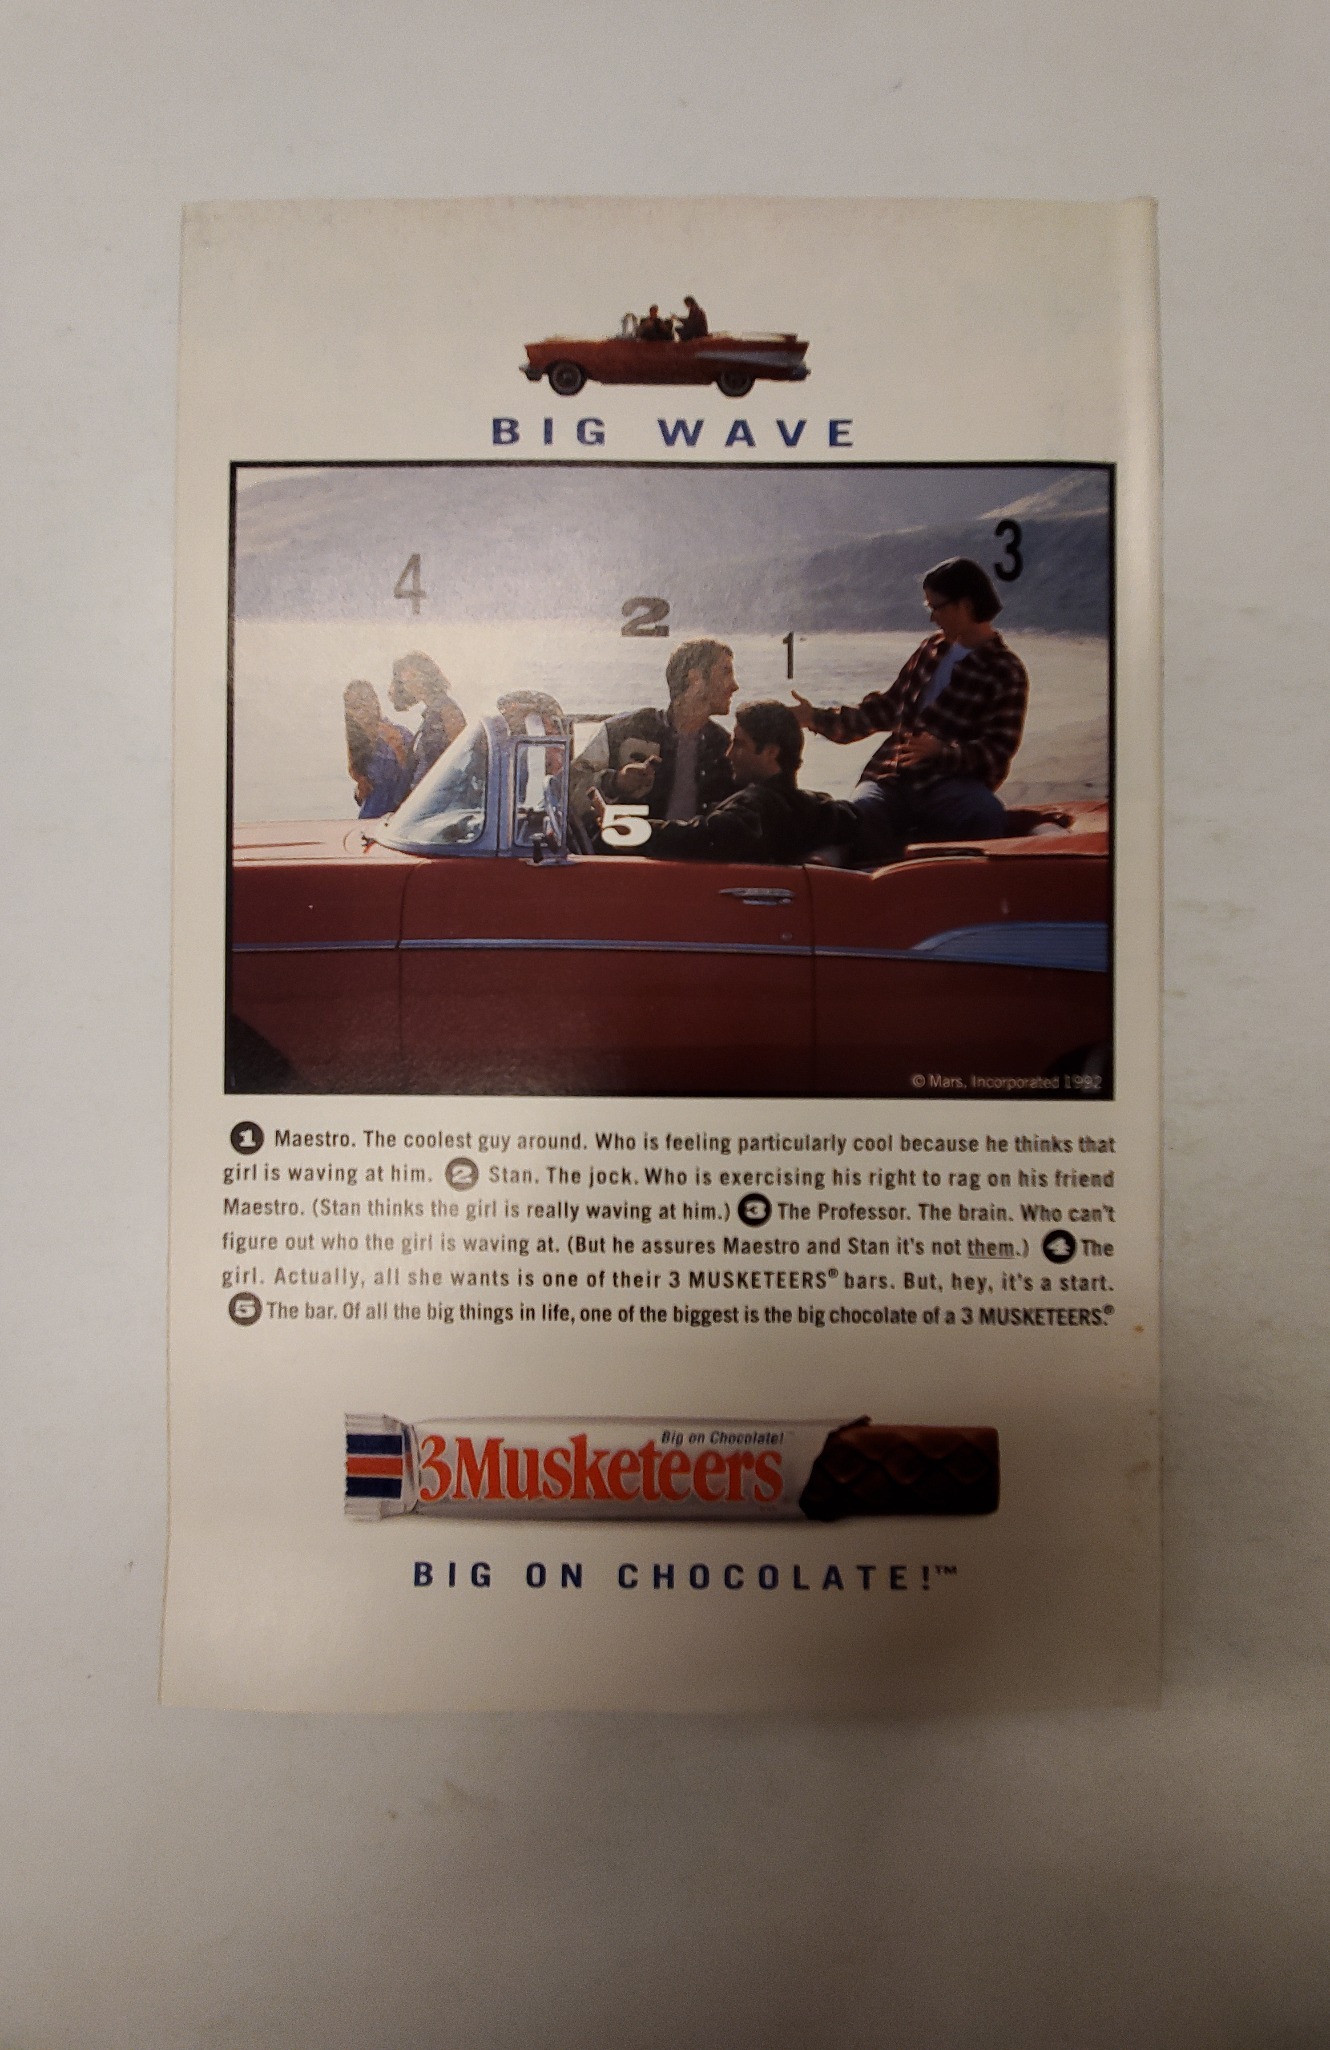 BIG WAVE
4
3
2
1
5
© Mars, Incorporated 1992
1 Maestro. The coolest guy around. Who is feeling particularly cool because he thinks that
girl is waving at him. 2 Stan. The jock. Who is exercising his right to rag on his friend
Maestro. (Stan thinks the girl is really waving at him.) 3 The Professor. The brain. Who can't
figure out who the girl is waving at. (But he assures Maestro and Stan it's not them.) 4 The
girl. Actually, all she wants is one of their 3 MUSKETEERS® bars. But, hey, it's a start.
5 The bar. Of all the big things in life, one of the biggest is the big chocolate of a 3 MUSKETEERS.®
Big on Chocolate!™
3Musketeers
BIG ON CHOCOLATE!™